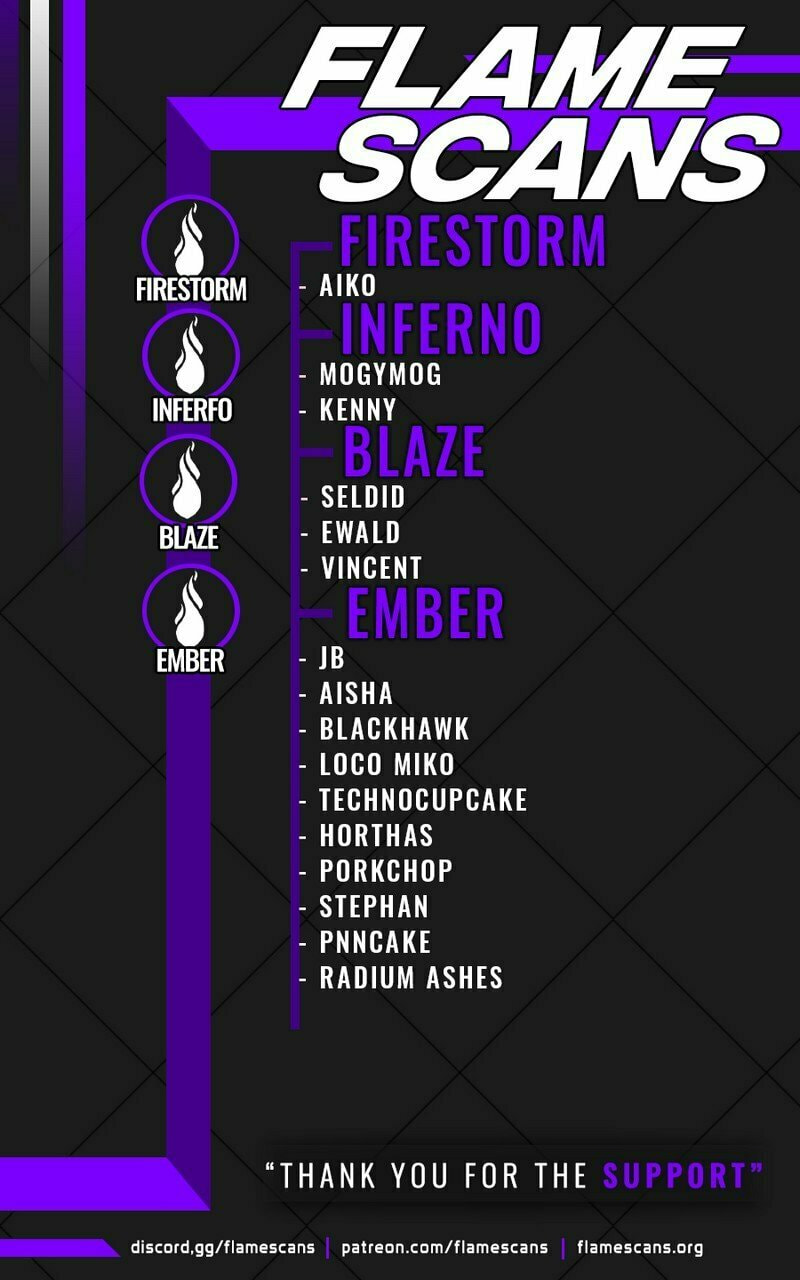 FLAME
SCANS
FIRESTORM
FIRESTORM
- AIKO
INFERNO
- MOGYMOG
INFERFO
- KENNY
BLAZE
- SELDID
BLAZE
- EWALD
- VINCENT
EMBER
EMBER
- JB
- AISHA
- BLACKHAWK
- LOCO MIKO
- TECHNOCUPCAKE
- HORTHAS
- PORKCHOP
- STEPHAN
- PNNCAKE
- RADIUM ASHES
“THANK YOU FOR THE SUPPORT”
discord,gg/flamescans | patreon.com/flamescans | flamescans.org